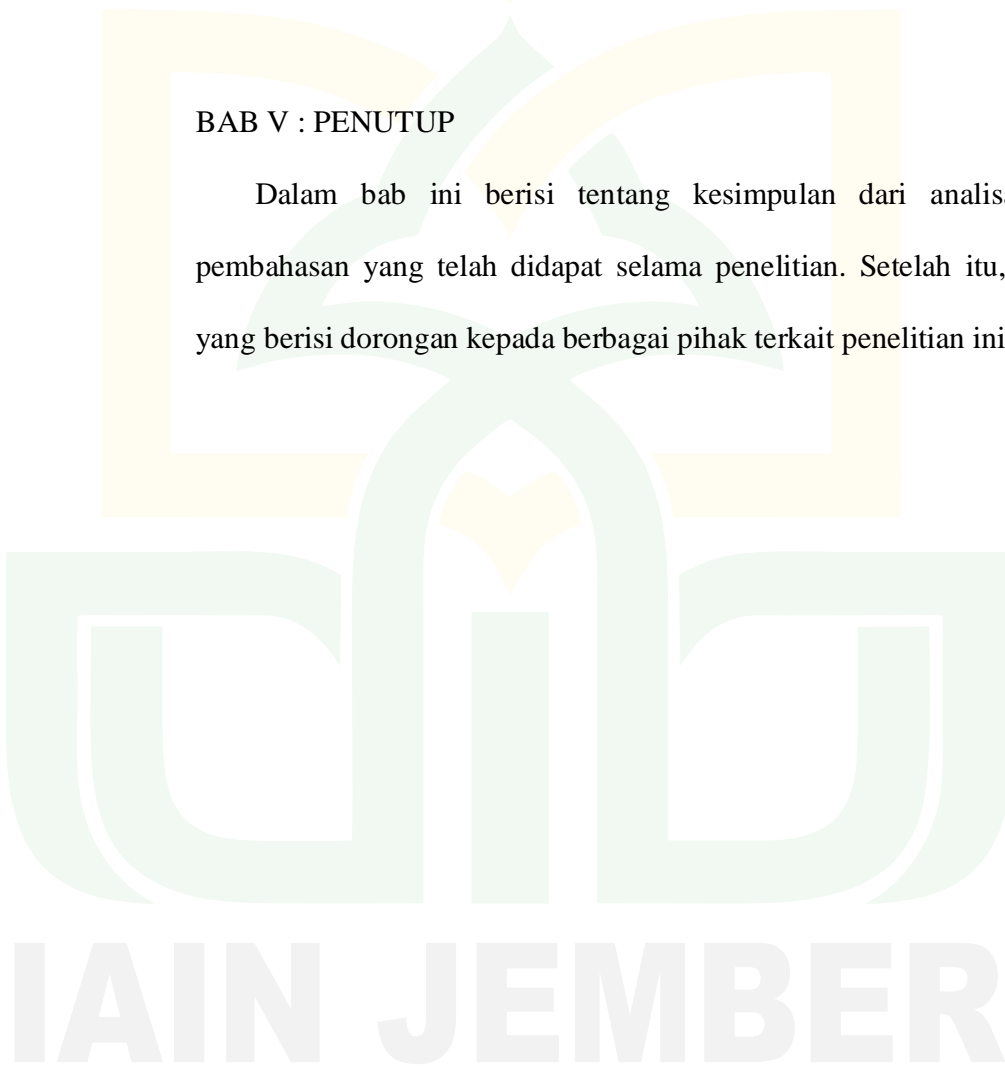 BAB V : PENUTUP
Dalam bab ini berisi tentang kesimpulan dari
pembahasan yang telah didapat selama penelitian. Setelah itu,
yang berisi dorongan kepada berbagai pihak terkait penelitian ini
IAIN JEMBER